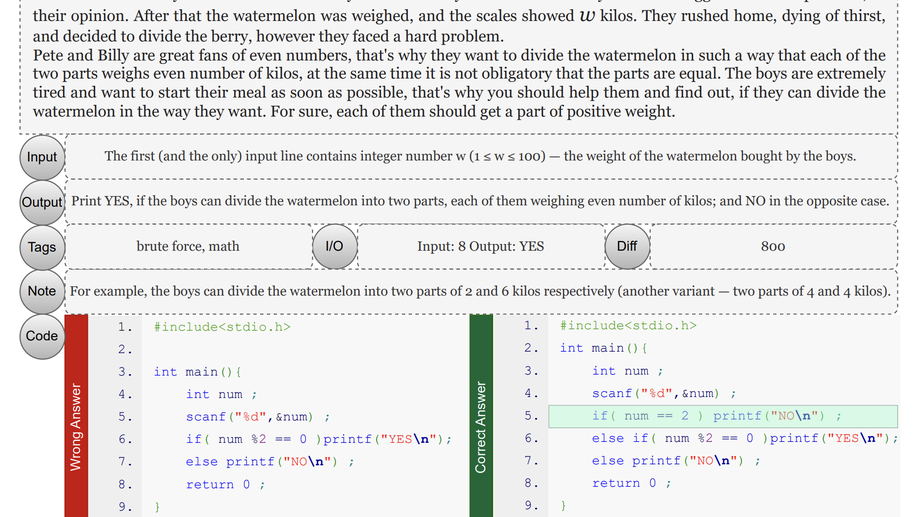 their opinion. After that the watermelon was weighed, and the scales showed w kilos. They rushed home, dying of thirst,
and decided to divide the berry, however they faced a hard problem.
Pete and Billy are great fans of even numbers, that's why they want to divide the watermelon in such a way that each of the
two parts weighs even number of kilos, at the same time it is not obligatory that the parts are equal. The boys are extremely
tired and want to start their meal as soon as possible, that's why you should help them and find out, if they can divide the
watermelon in the way they want. For sure, each of them should get a part of positive weight.
Input The first (and the only) input line contains integer number w (1 ≤ w ≤ 100) — the weight of the watermelon bought by the boys.
Output Print YES, if the boys can divide the watermelon into two parts, each of them weighing even number of kilos; and NO in the opposite case.
Tags brute force, math I/O Input: 8 Output: YES Diff 800
Note For example, the boys can divide the watermelon into two parts of 2 and 6 kilos respectively (another variant — two parts of 4 and 4 kilos).
Code
Wrong Answer
1. #include<stdio.h>
2.
3. int main(){
4. int num ;
5. scanf("%d",&num) ;
6. if( num %2 == 0 )printf("YES\n");
7. else printf("NO\n") ;
8. return 0 ;
9. }
Correct Answer
1. #include<stdio.h>
2. int main(){
3. int num ;
4. scanf("%d",&num) ;
5. if( num == 2 ) printf("NO\n") ;
6. else if( num %2 == 0 )printf("YES\n");
7. else printf("NO\n") ;
8. return 0 ;
9. }